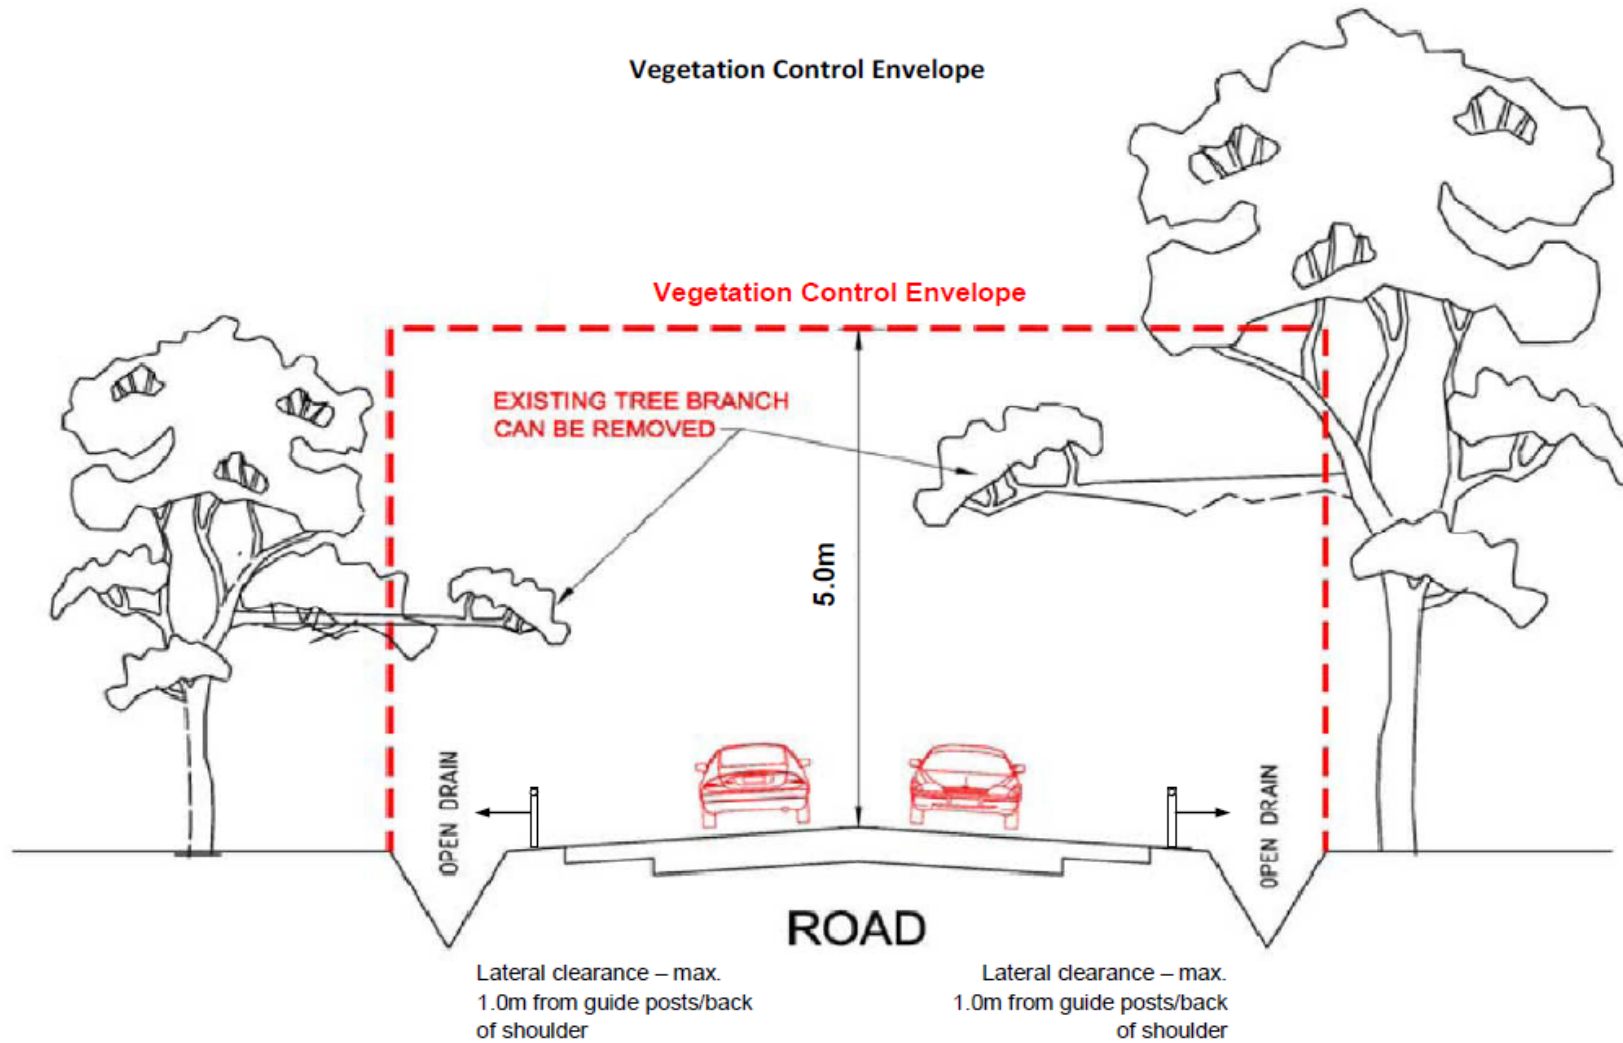 Vegetation Control Envelope
Vegetation Control Envelope
EXISTING TREE BRANCH
CAN BE REMOVED
5.0m
OPEN DRAIN
OPEN DRAIN
ROAD
Lateral clearance – max.
1.0m from guide posts/back
of shoulder
Lateral clearance – max.
1.0m from guide posts/back
of shoulder